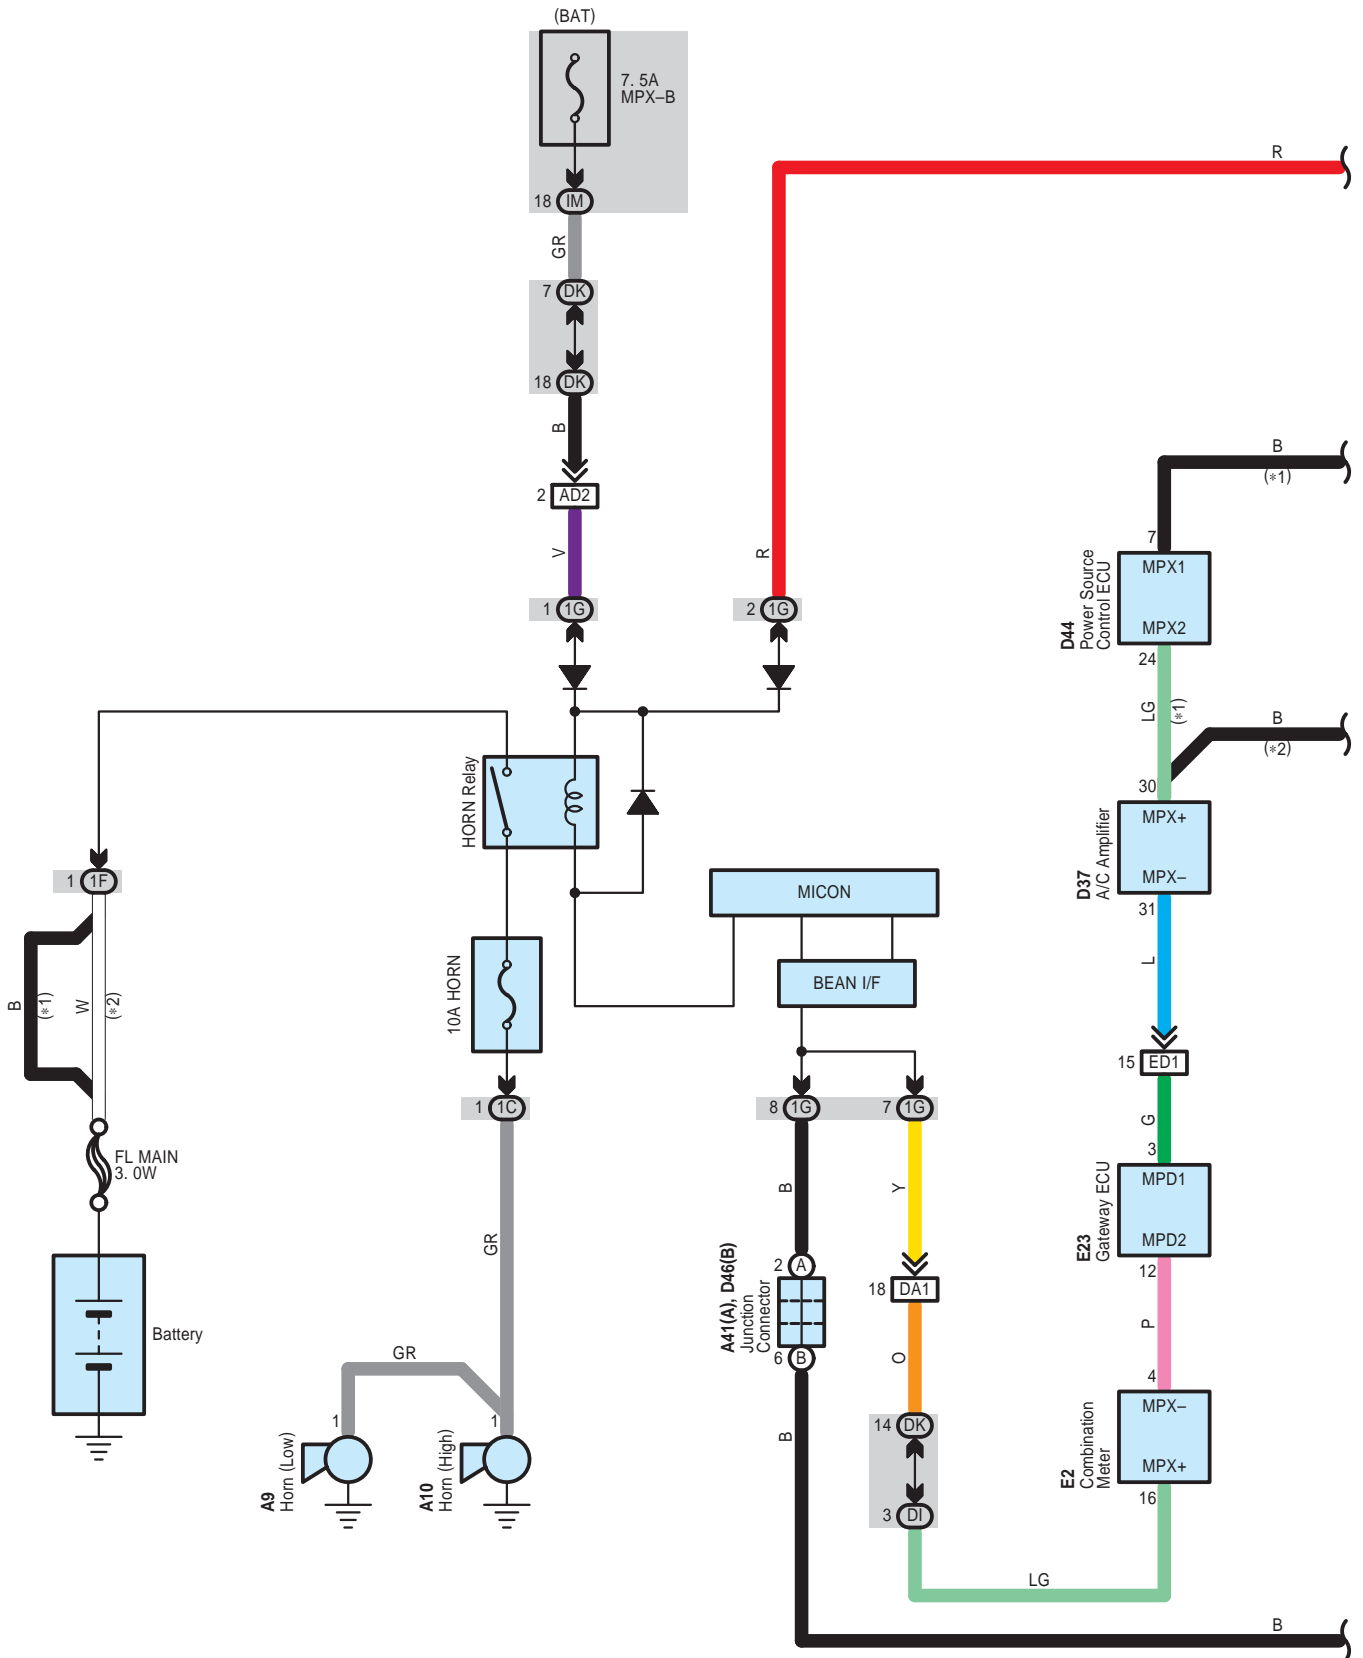 (BAT)
7. 5A
MPX–B
18 IM
GR
7 DK
18 DK
B
2 AD2
V
1 1G
R
R
2 1G
B
(*1)
7
MPX1
MPX2
D44
Power Source
Control ECU
24
LG
(*1)
B
(*2)
30
MPX+
MPX–
D37
A/C Amplifier
31
L
15 ED1
G
3
MPD1
MPD2
E23
Gateway ECU
12
P
4
MPX–
MPX+
E2
Combination
Meter
16
LG
HORN Relay
1 1F
B
(*1)
W
(*2)
FL MAIN
3. 0W
Battery
10A HORN
1 1C
GR
GR
1
1
A9
Horn (Low)
A10
Horn (High)
MICON
BEAN I/F
8 1G
7 1G
B
Y
2 A
A41(A), D46(B)
Junction
Connector
6 B
18 DA1
O
14 DK
3 DI
B
B